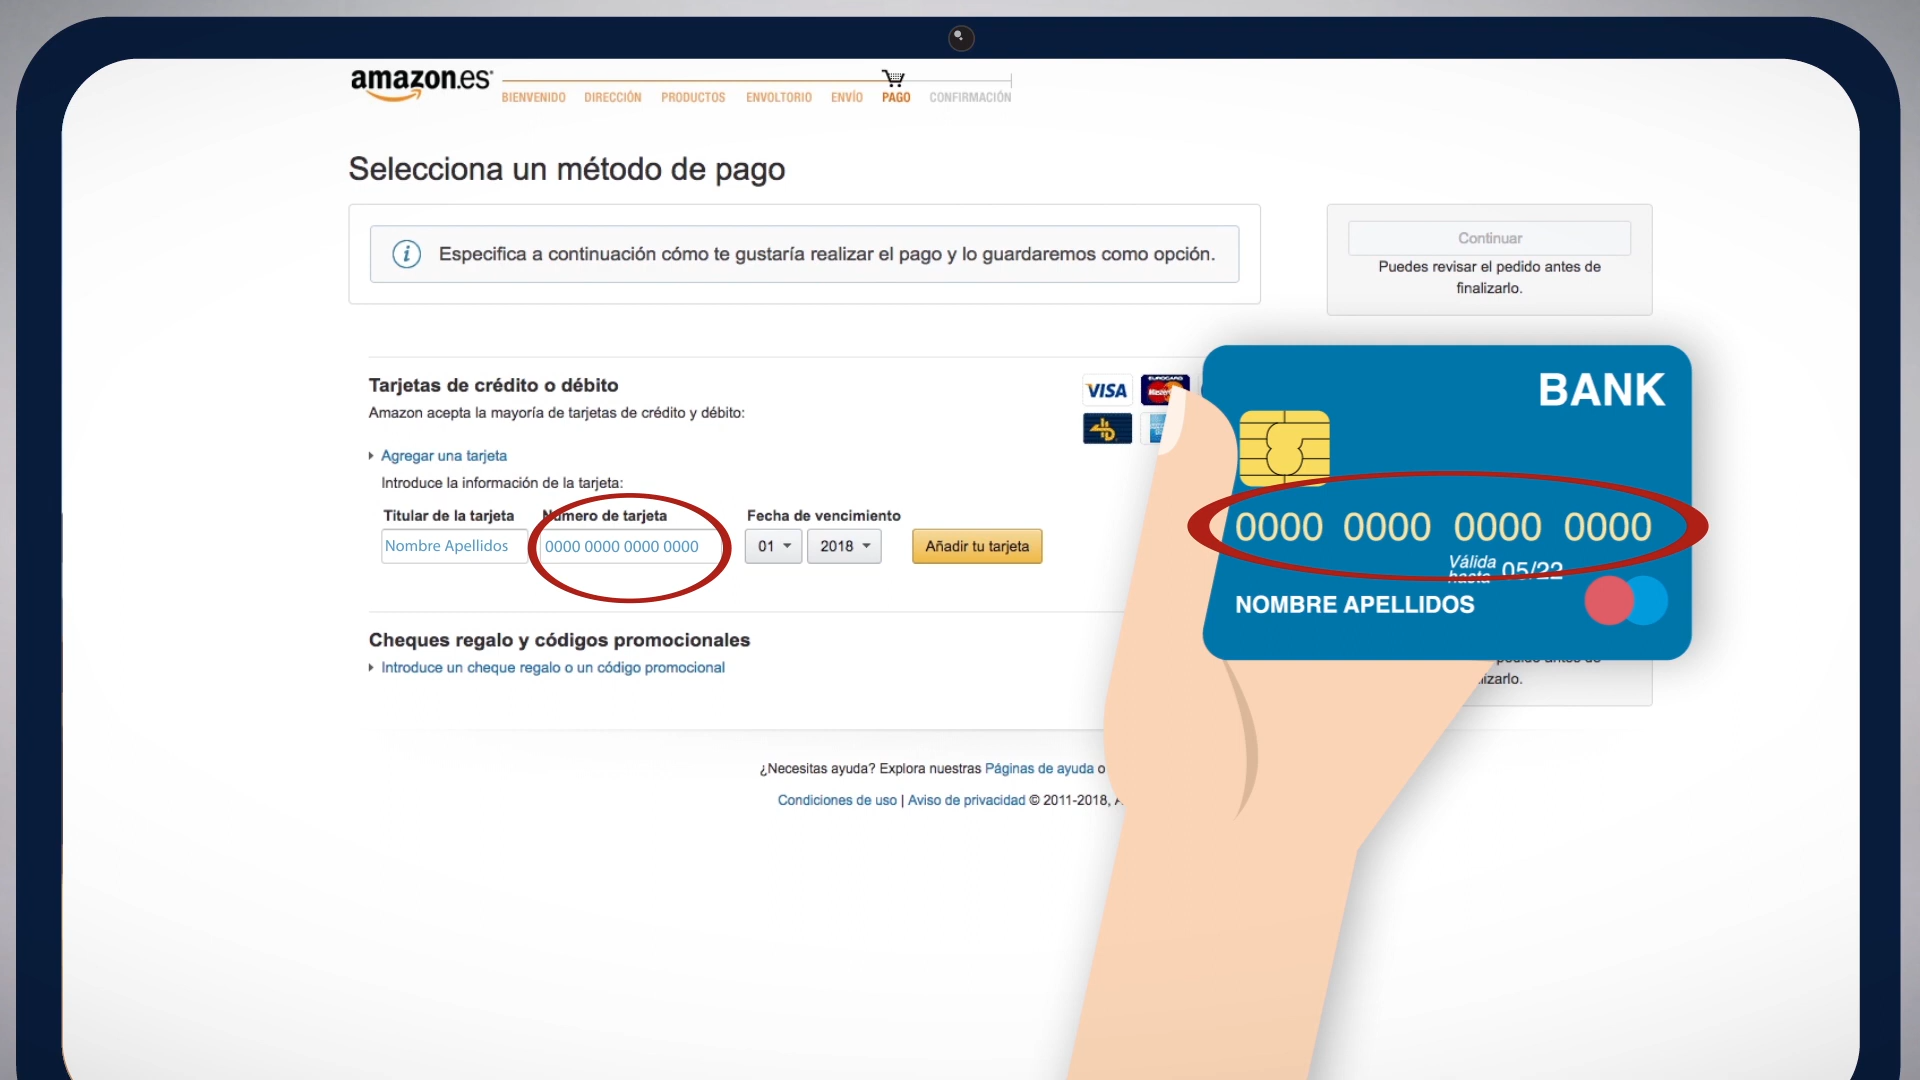 amazon.es
BIENVENIDO DIRECCIÓN PRODUCTOS ENVOLTORIO ENVÍO PAGO CONFIRMACIÓN
Selecciona un método de pago
Especifica a continuación cómo te gustaría realizar el pago y lo guardaremos como opción.
Continuar
Puedes revisar el pedido antes de
finalizarlo.
Tarjetas de crédito o débito
Amazon acepta la mayoría de tarjetas de crédito y débito:
VISA
Agregar una tarjeta
Introduce la información de la tarjeta:
Titular de la tarjeta Número de tarjeta Fecha de vencimiento
Nombre Apellidos 0000 0000 0000 0000 01 2018 Añadir tu tarjeta
BANK
0000 0000 0000 0000
Válida
hasta 05/22
NOMBRE APELLIDOS
Cheques regalo y códigos promocionales
Introduce un cheque regalo o un código promocional
¿Necesitas ayuda? Explora nuestras Páginas de ayuda o
Condiciones de uso | Aviso de privacidad © 2011-2018,